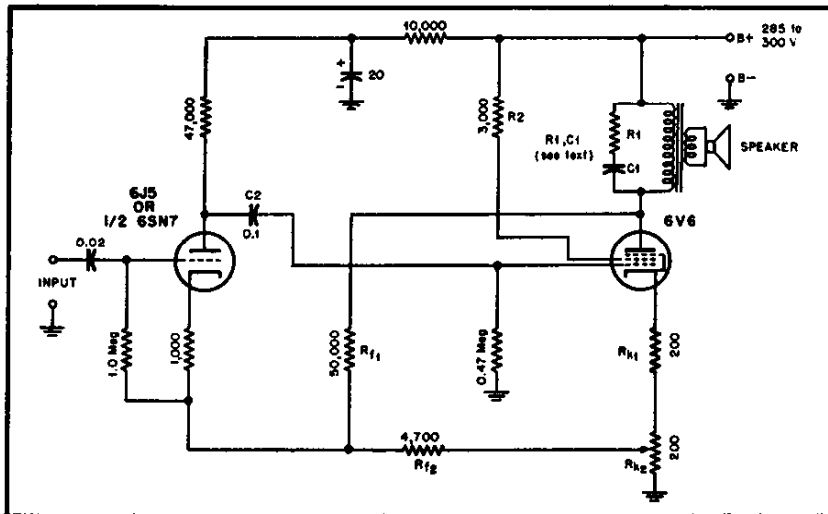 10,000
B+
285 to
300 V
+
-
20
B-
47,000
3,000
R2
R1
R1, C1
(see text)
C1
SPEAKER
6J5
OR
1/2 6SN7
C2
0.1
6V6
0.02
INPUT
1.0 Meg
1,000
50,000
Rf1
0.47 Meg
Rk1
200
4,700
Rf2
Rk2
200